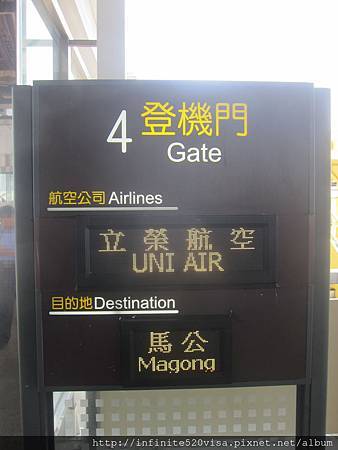 4 登機門
Gate
航空公司 Airlines
立榮航空
UNI AIR
目的地 Destination
馬公
Magong
http://infinite520visa.pixnet.net/album